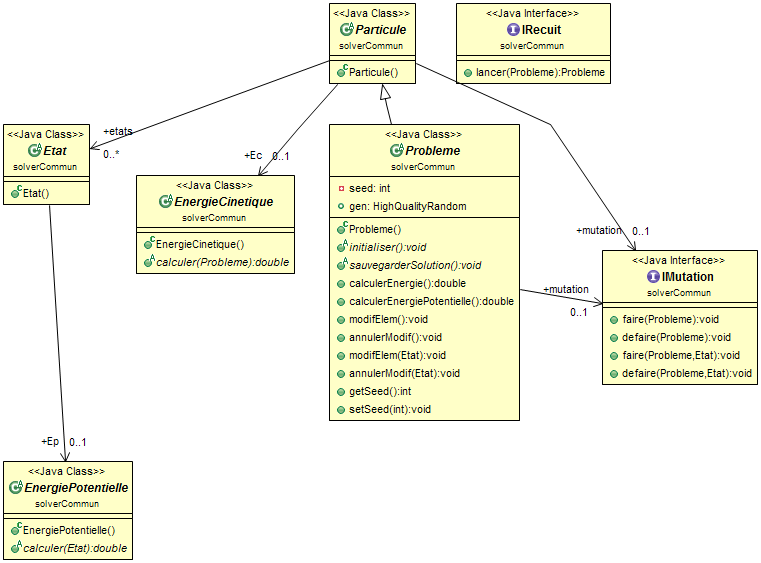 <<Java Class>>
Particule
solverCommun
Particule()
<<Java Interface>>
IRecuit
solverCommun
lancer(Probleme):Probleme
+etats
0..*
+Ec
0..1
+mutation
0..1
<<Java Class>>
Etat
solverCommun
Etat()
<<Java Class>>
EnergieCinetique
solverCommun
EnergieCinetique()
calculer(Probleme):double
<<Java Class>>
Probleme
solverCommun
seed: int
gen: HighQualityRandom
Probleme()
initialiser():void
sauvegarderSolution():void
calculerEnergie():double
calculerEnergiePotentielle():double
modifElem():void
annulerModif():void
modifElem(Etat):void
annulerModif(Etat):void
getSeed():int
setSeed(int):void
+mutation
0..1
<<Java Interface>>
IMutation
solverCommun
faire(Probleme):void
defaire(Probleme):void
faire(Probleme,Etat):void
defaire(Probleme,Etat):void
+Ep
0..1
<<Java Class>>
EnergiePotentielle
solverCommun
EnergiePotentielle()
calculer(Etat):double